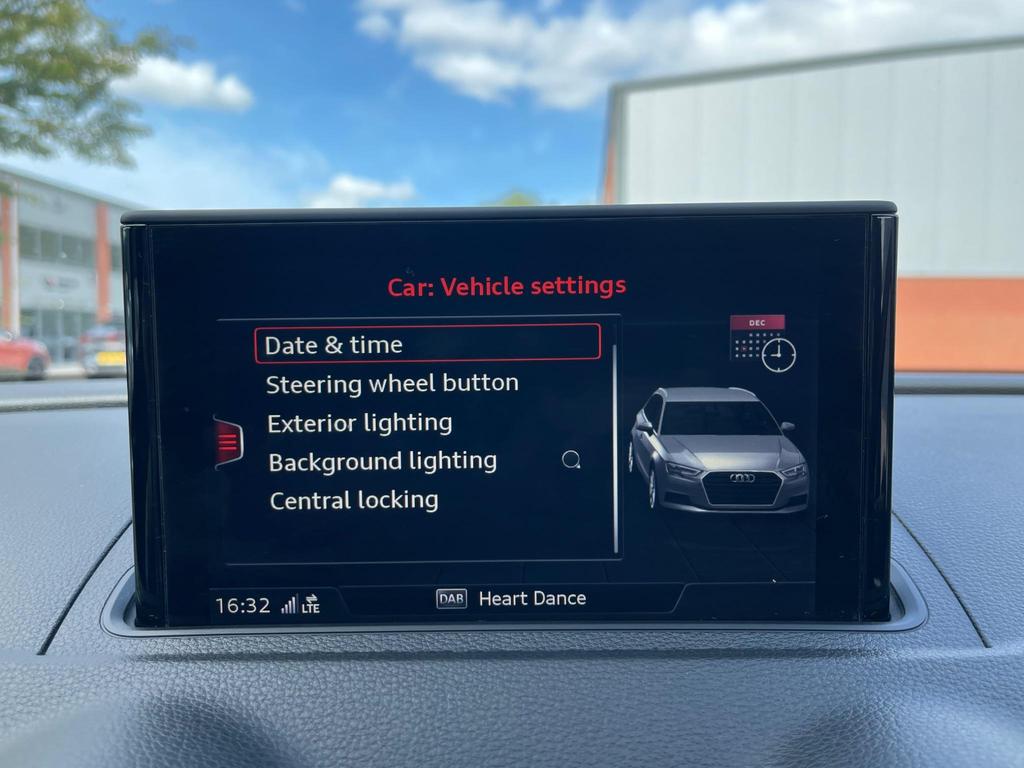 Car: Vehicle settings
DEC
Date & time
Steering wheel button
Exterior lighting
Background lighting
Central locking
16:32 LTE DAB Heart Dance